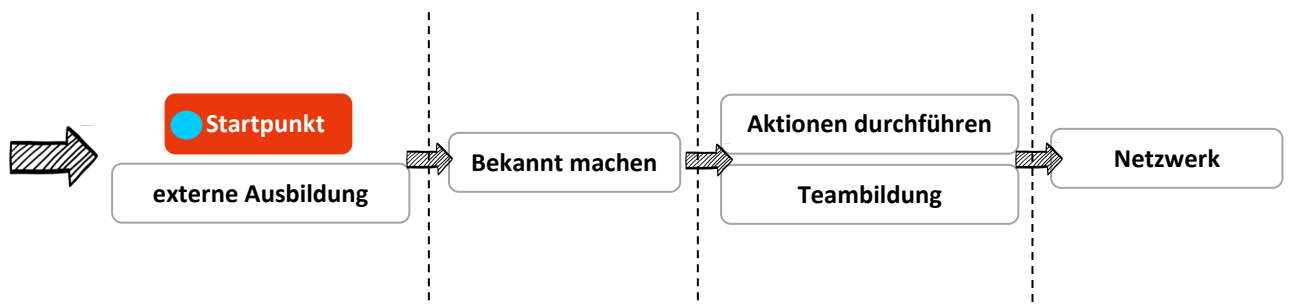 Startpunkt
externe Ausbildung
Bekannt machen
Aktionen durchführen
Teambildung
Netzwerk